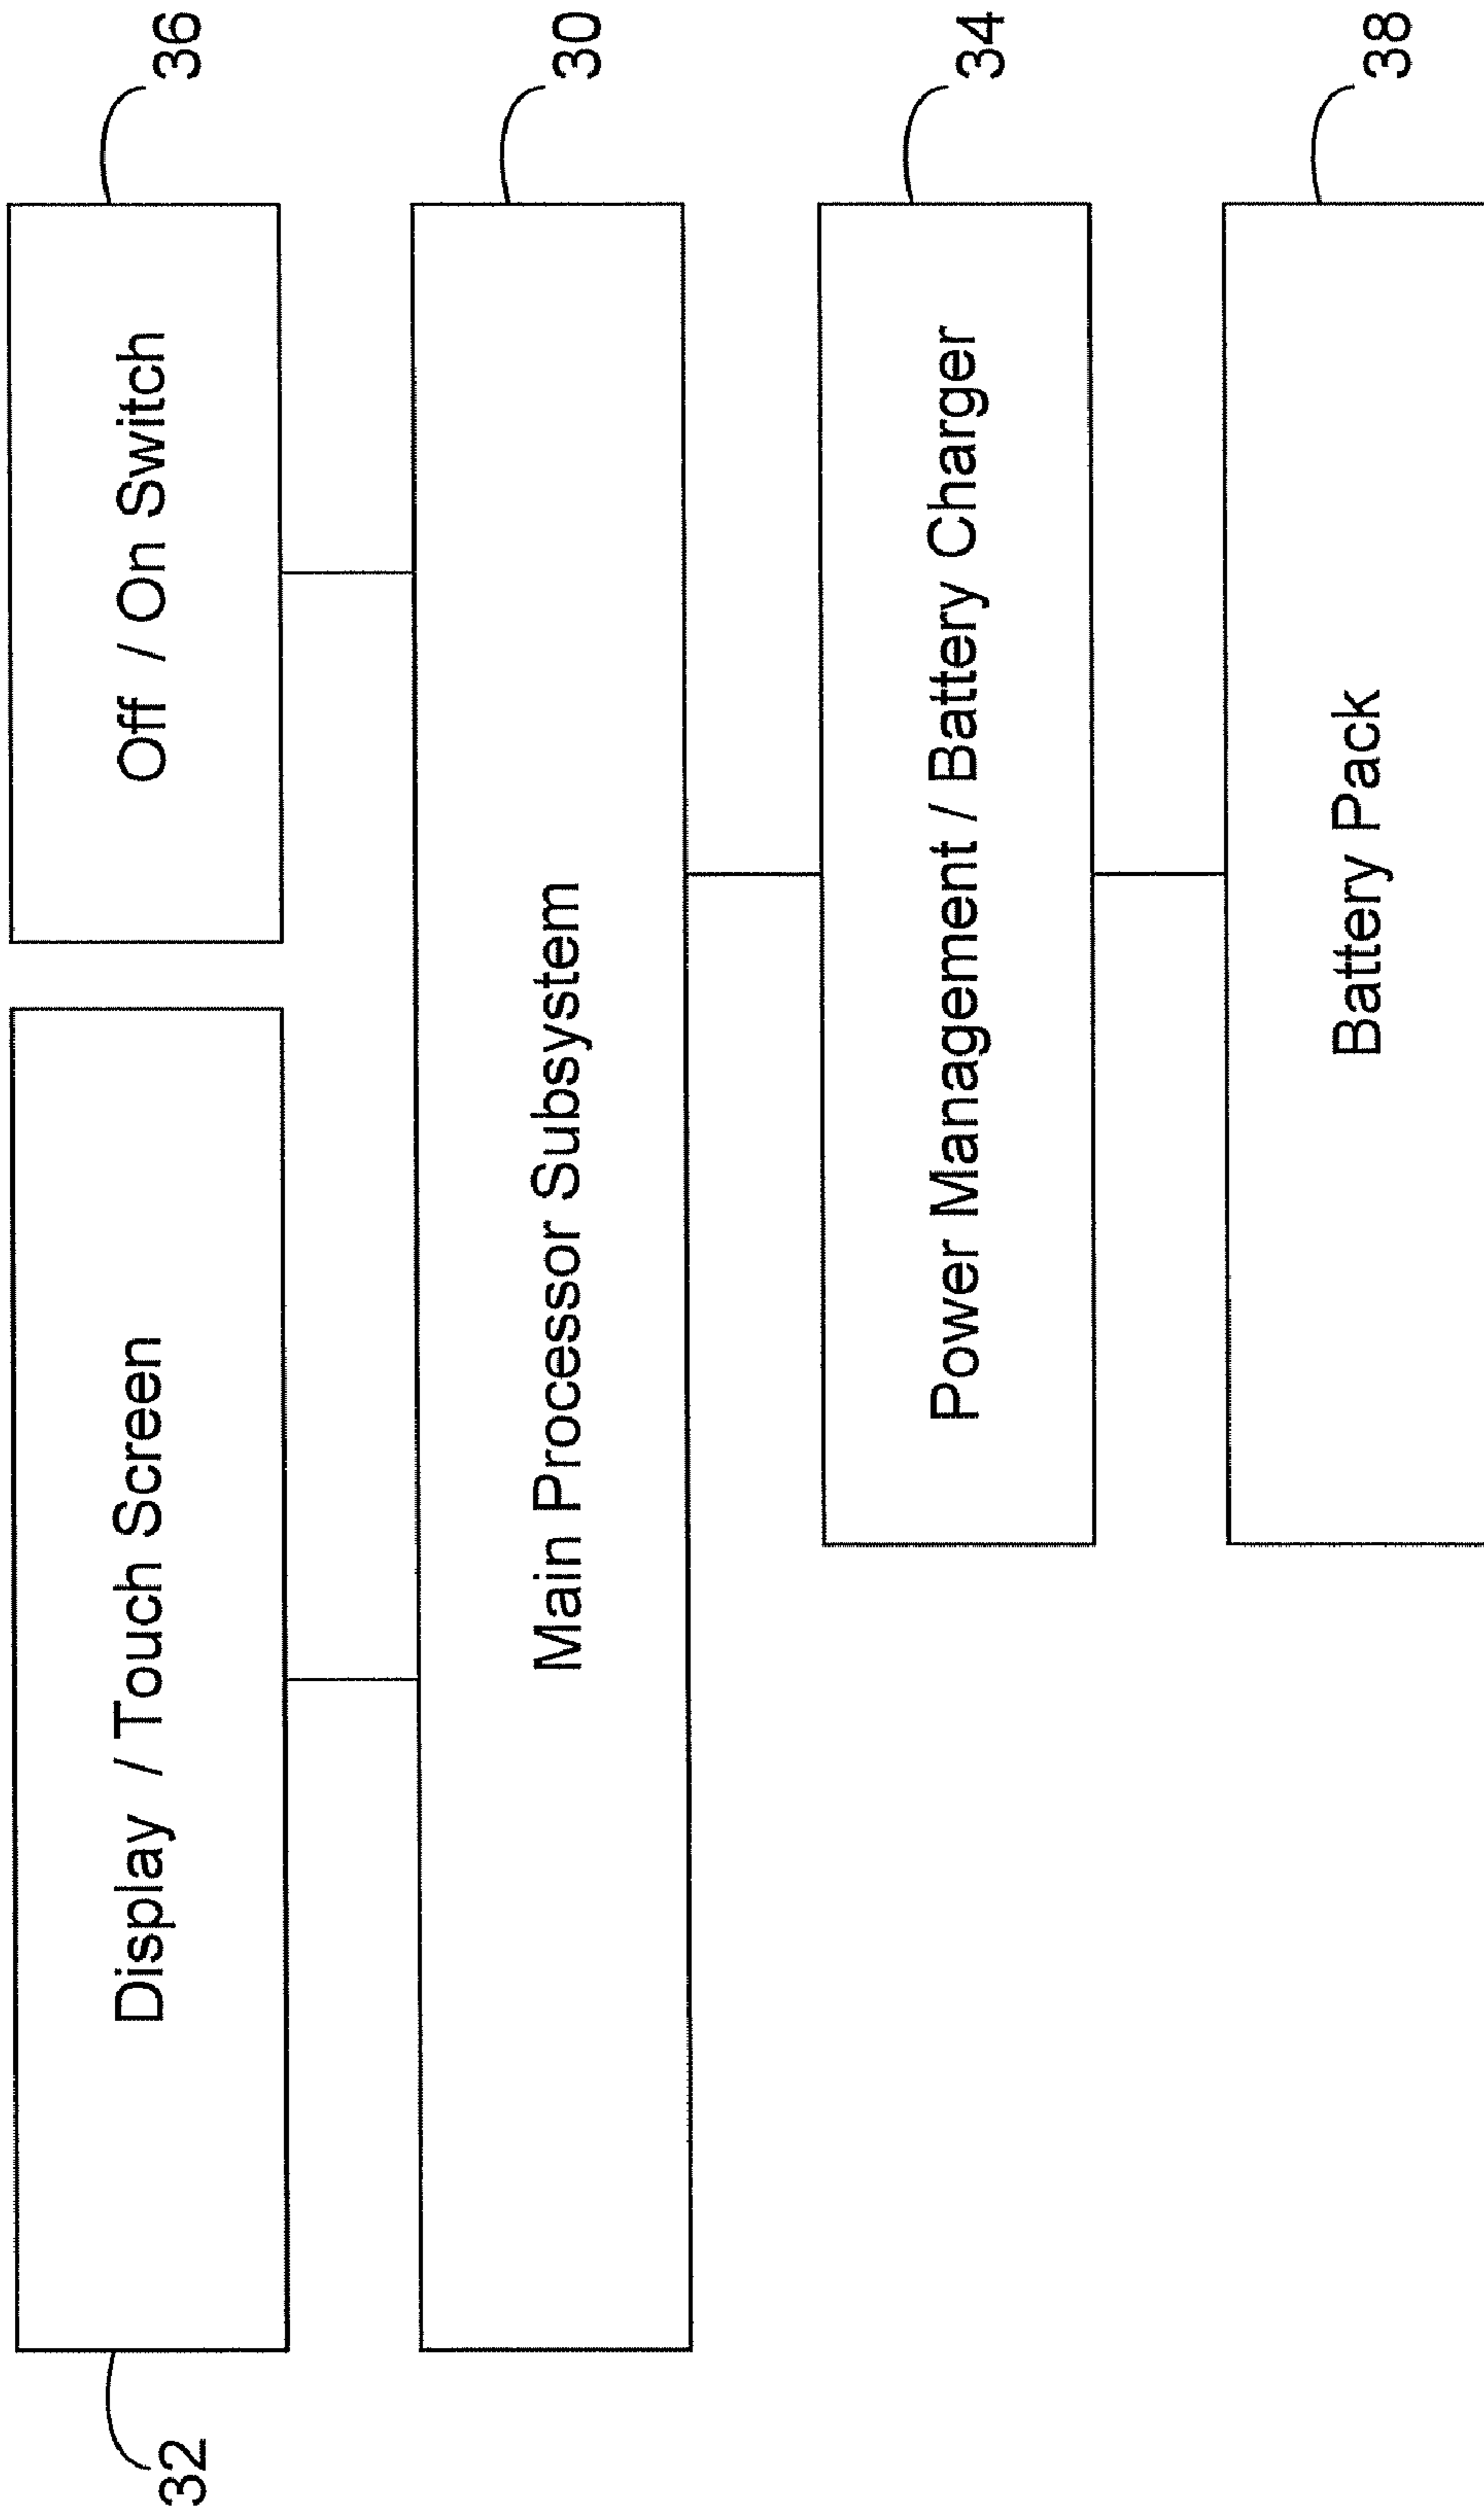 32
Display / Touch Screen
Off / On Switch
36
Main Processor Subsystem
30
Power Management / Battery Charger
34
Battery Pack
38